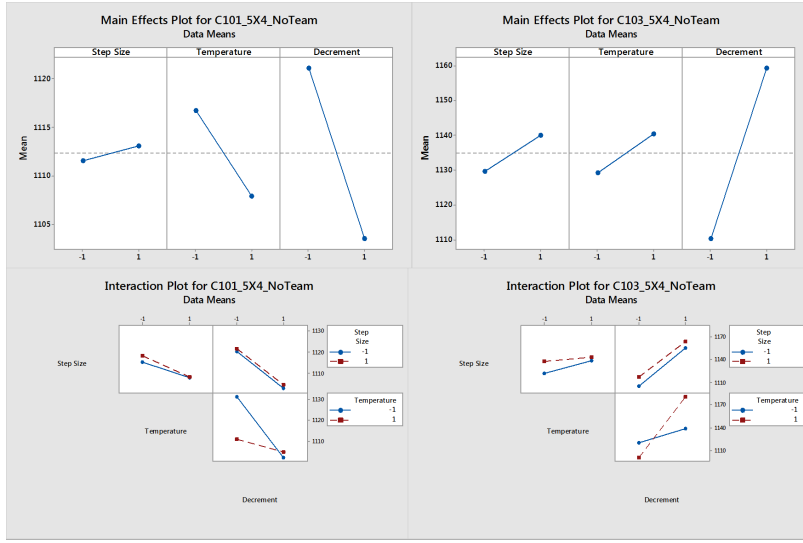 Main Effects Plot for C101_5X4_NoTeam
Data Means
Step Size Temperature Decrement
1120
1115
1110
1105
Mean
-1 1 -1 1 -1 1
Main Effects Plot for C103_5X4_NoTeam
Data Means
Step Size Temperature Decrement
1160
1150
1140
1130
1120
1110
Mean
-1 1 -1 1 -1 1
Interaction Plot for C101_5X4_NoTeam
Data Means
-1 1 -1 1
Step Size
1130
1120
1110
Step
Size
-1
1
Temperature
1130
1120
1110
Temperature
-1
1
Decrement
Interaction Plot for C103_5X4_NoTeam
Data Means
-1 1 -1 1
Step Size
1170
1140
1110
Step
Size
-1
1
Temperature
1170
1140
1110
Temperature
-1
1
Decrement